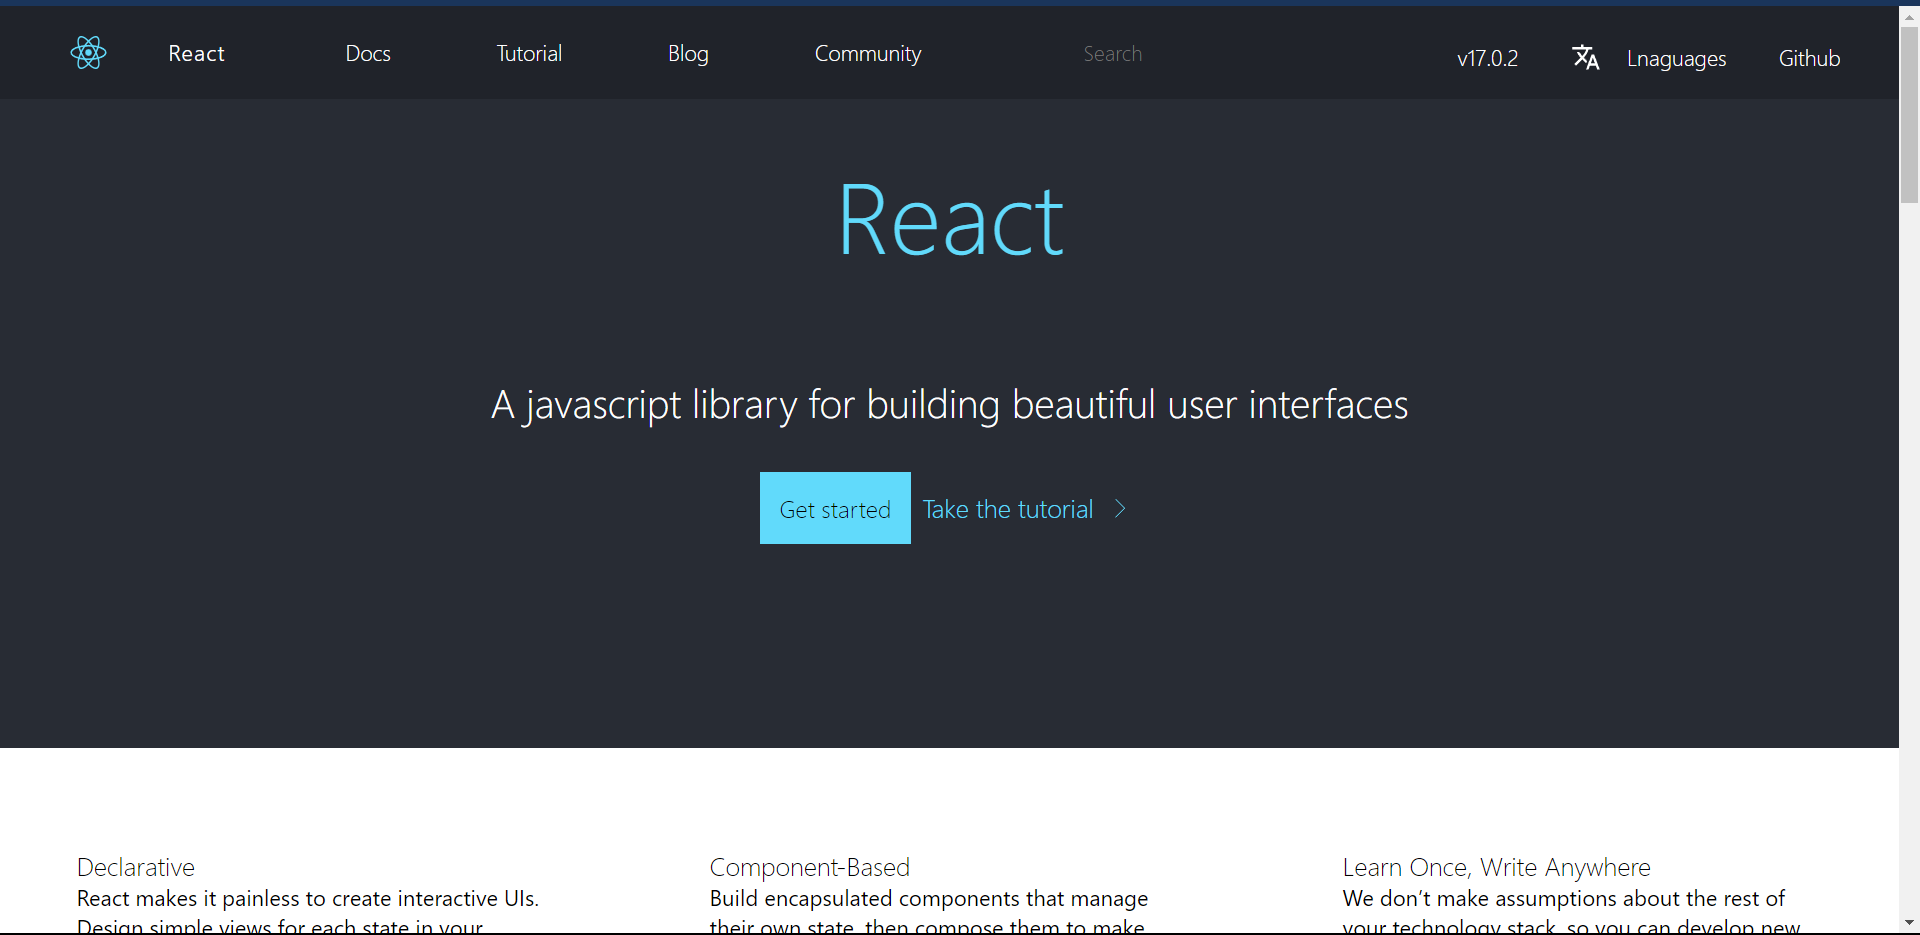 React Docs Tutorial Blog Community Search v17.0.2 Lnaguages Github
React
A javascript library for building beautiful user interfaces
Get started Take the tutorial
Declarative
React makes it painless to create interactive UIs.
Design simple views for each state in your
Component-Based
Build encapsulated components that manage
their own state, then compose them to make
Learn Once, Write Anywhere
We don’t make assumptions about the rest of
your technology stack, so you can develop new